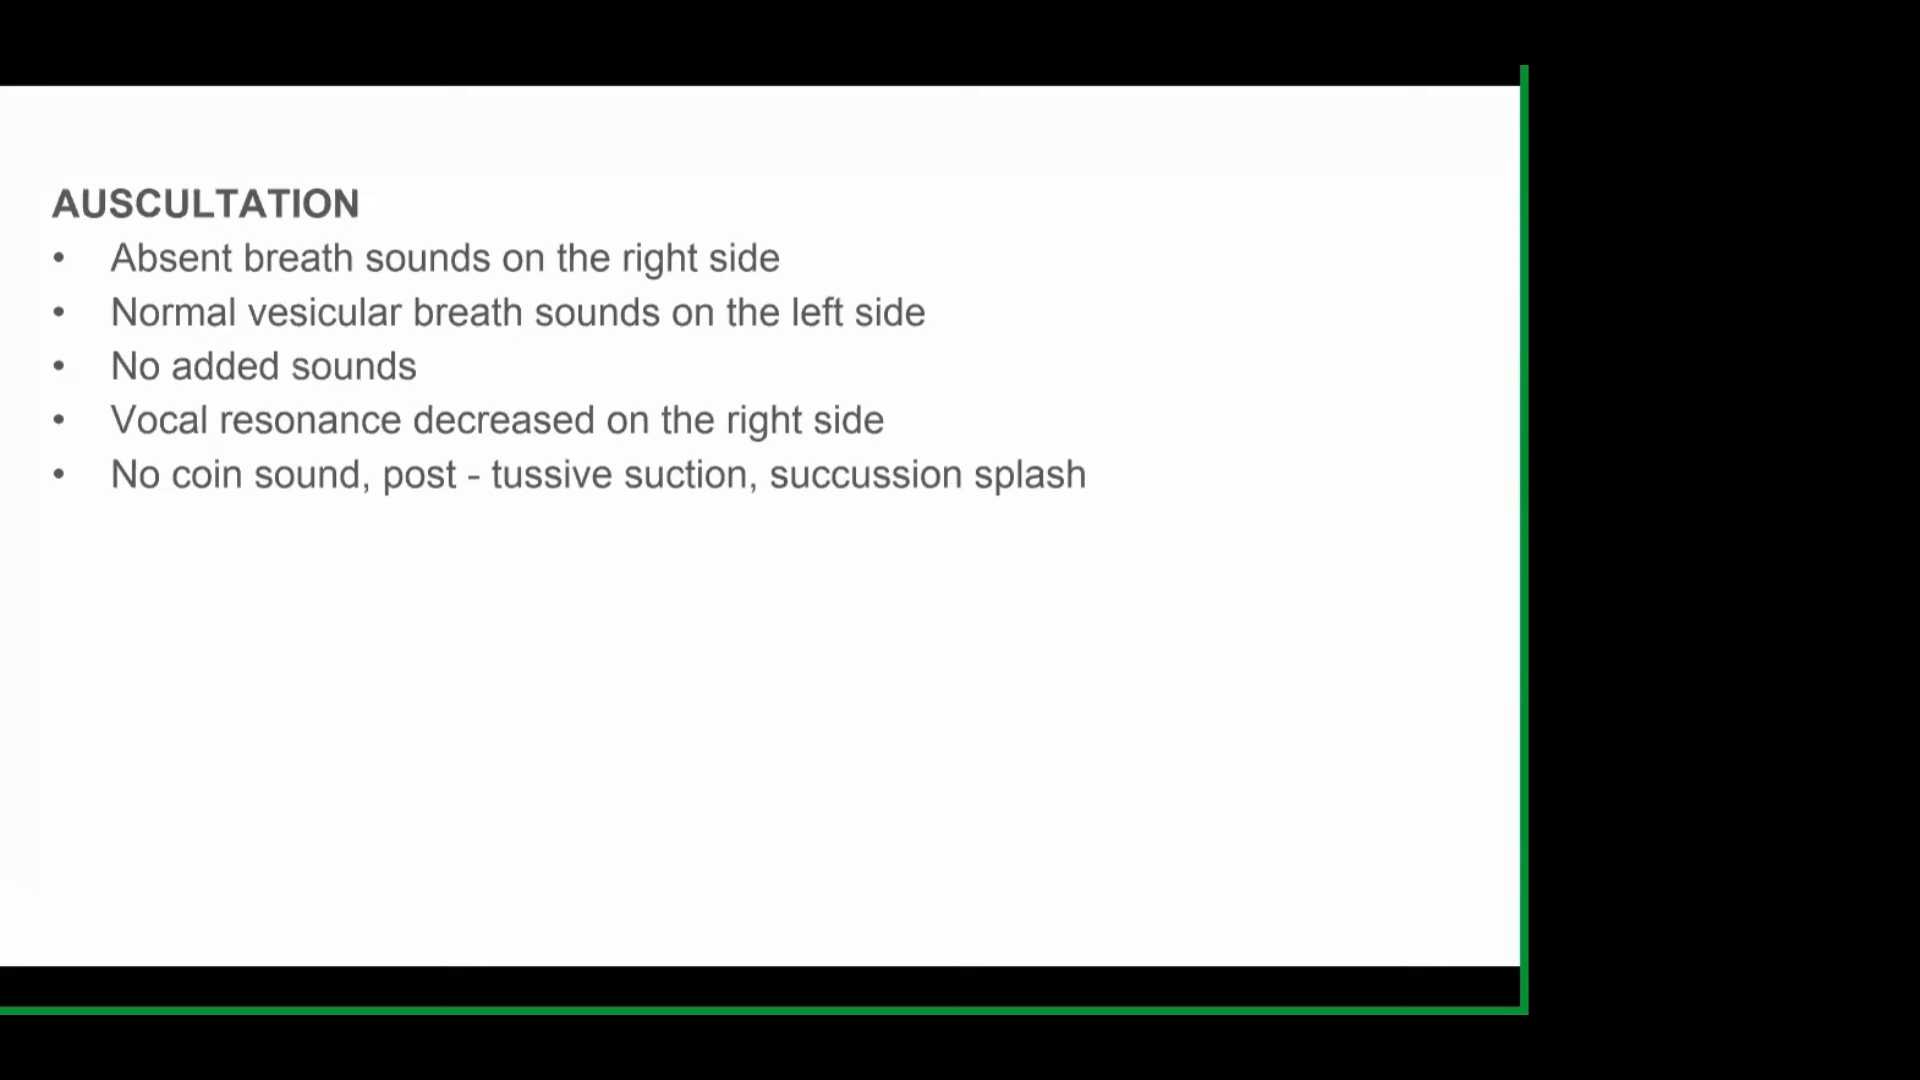 AUSCULTATION
• Absent breath sounds on the right side
• Normal vesicular breath sounds on the left side
• No added sounds
• Vocal resonance decreased on the right side
• No coin sound, post - tussive suction, succussion splash